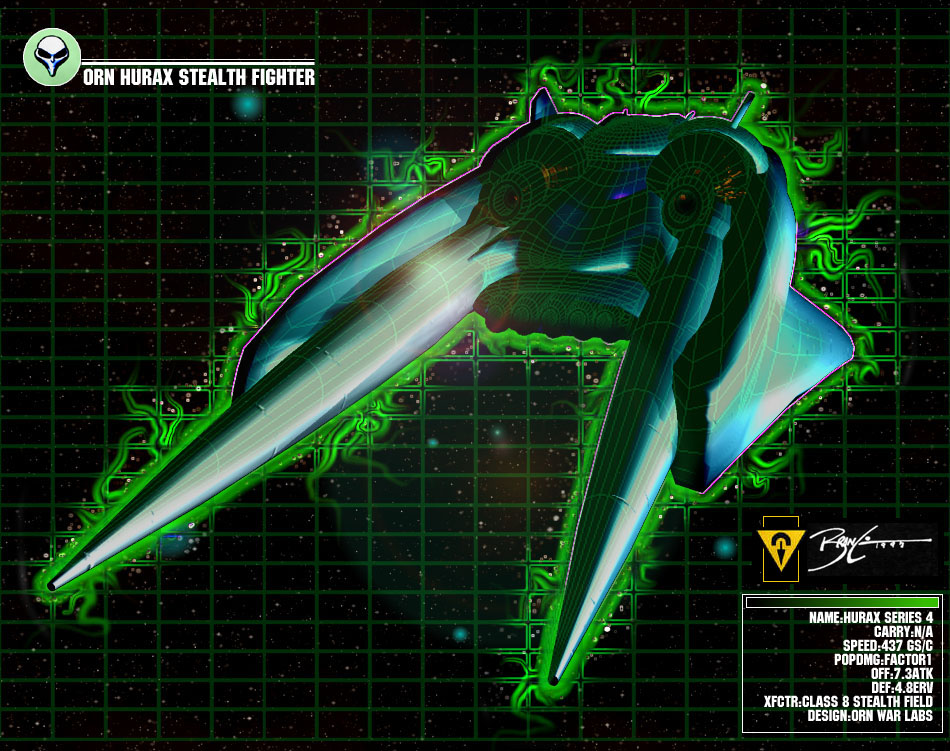 ORN HURAX STEALTH FIGHTER
NAME:HURAX SERIES 4
CARRY:N/A
SPEED:437 GS/C
POPDMG:FACTOR1
OFF:7.3ATK
DEF:4.8ERV
XFCTR:CLASS 8 STEALTH FIELD
DESIGN:ORN WAR LABS